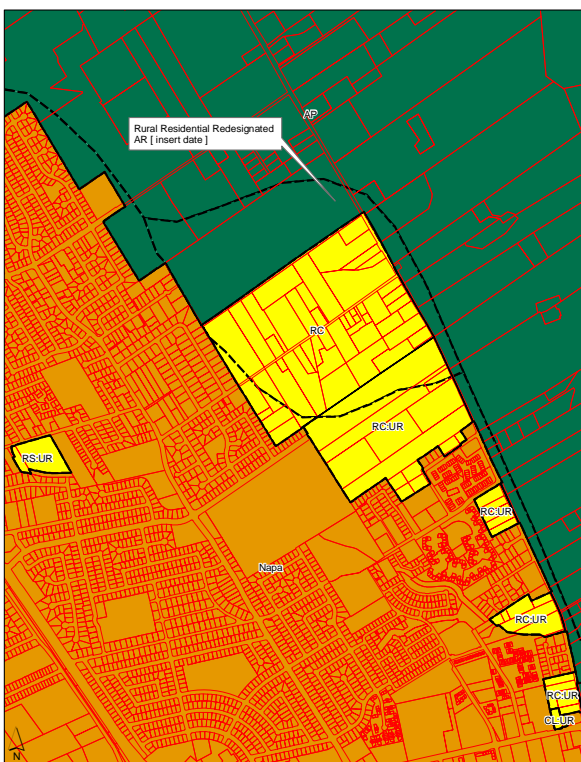 AP
Rural Residential Redesignated
AR [ insert date ]
RC
RC:UR
RS:UR
RC:UR
Napa
RC:UR
RC:UR
CL:UR
N